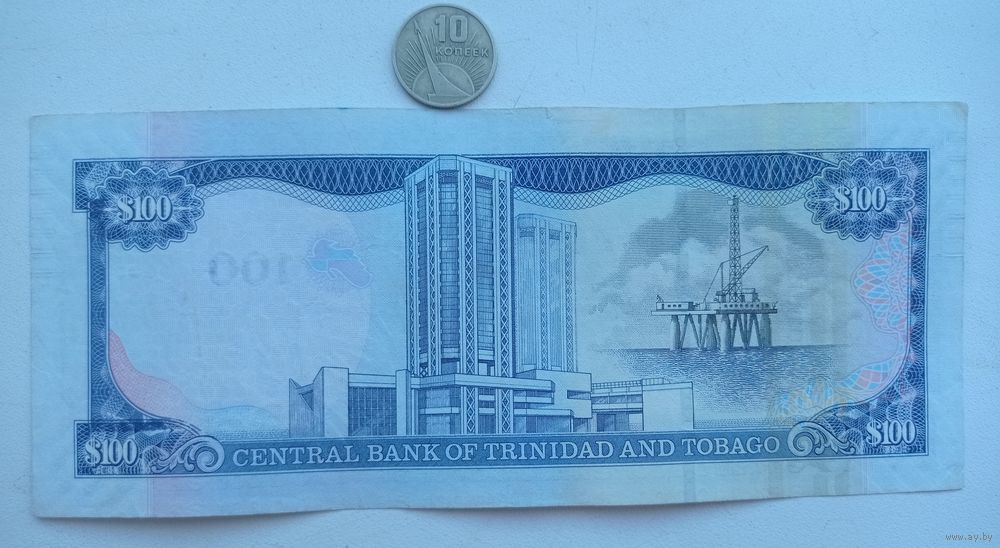 10
КОПЕЕК
$100
$100
100
$100
CENTRAL BANK OF TRINIDAD AND TOBAGO
$100
www.ay.by